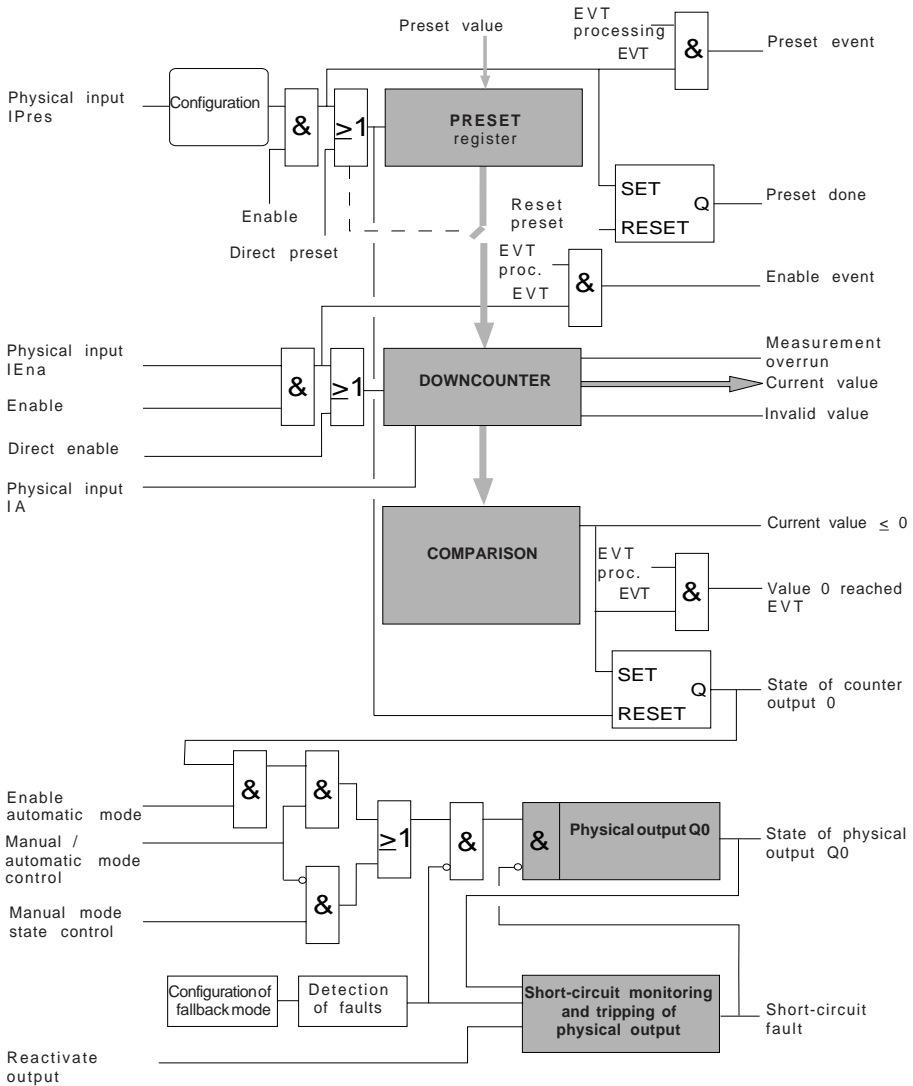 Preset value
EVT
processing
EVT
&
Preset event
Physical input
IPres
Configuration
&
≥1
PRESET
register
Enable
Direct preset
Reset
preset
SET
Q
RESET
Preset done
EVT
proc.
EVT
&
Enable event
Physical input
IEna
Enable
&
≥1
DOWNCOUNTER
Measurement
overrun
Current value
Invalid value
Direct enable
Physical input
IA
COMPARISON
Current value ≤ 0
EVT
proc.
EVT
&
Value 0 reached
EVT
SET
Q
RESET
State of counter
output 0
Enable
automatic mode
&
&
Manual /
automatic mode
control
≥1
&
&
Physical output Q0
State of physical
output Q0
Manual mode
state control
&
Configuration of
fallback mode
Detection
of faults
Short-circuit monitoring
and tripping of
physical output
Short-circuit
fault
Reactivate
output